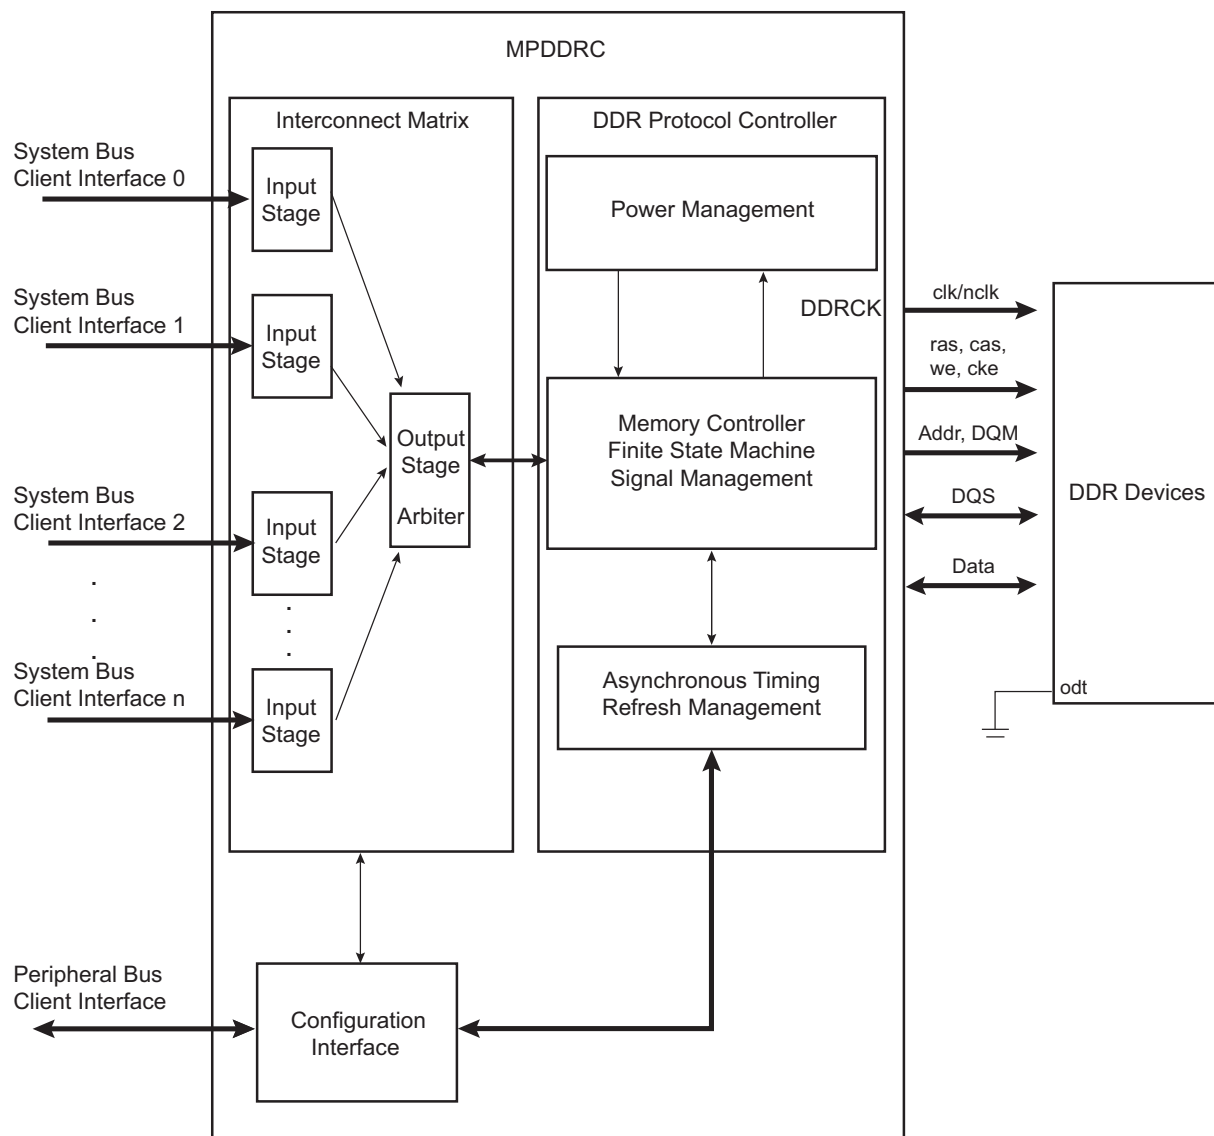 MPDDRC
Interconnect Matrix
DDR Protocol Controller
System Bus
Client Interface 0
Input
Stage
Power Management
System Bus
Client Interface 1
Input
Stage
DDRCK
clk/nclk
ras, cas,
we, cke
Output
Stage
Arbiter
Memory Controller
Finite State Machine
Signal Management
Addr, DQM
DQS
Data
DDR Devices
System Bus
Client Interface 2
Input
Stage
.
.
.
.
.
.
System Bus
Client Interface n
Input
Stage
Asynchronous Timing
Refresh Management
odt
Peripheral Bus
Client Interface
Configuration
Interface